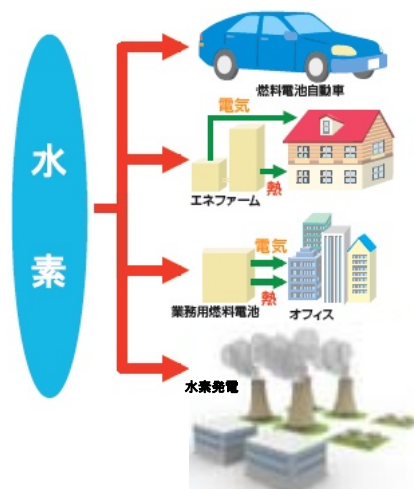 水素
燃料電池自動車
電気
熱
エネファーム
電気
熱
業務用燃料電池
オフィス
水素発電